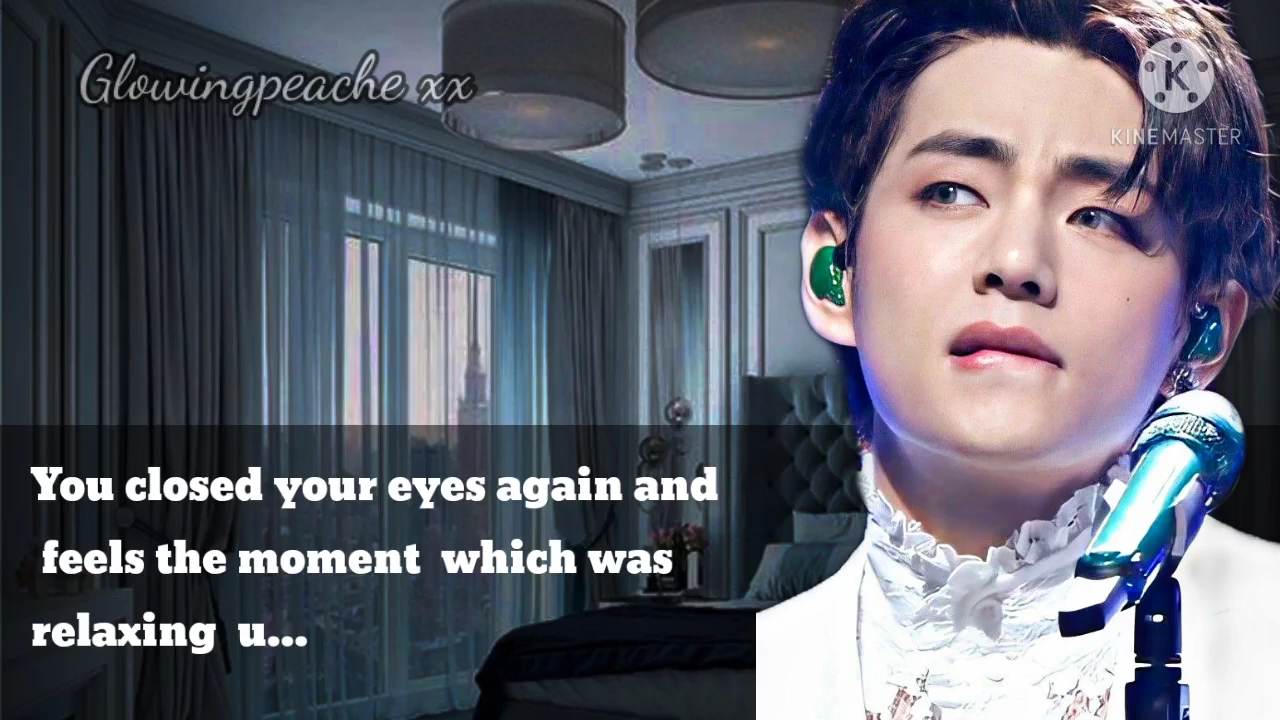 Glowingpeache xx
K
KINEMASTER
You closed your eyes again and
feels the moment which was
relaxing u...